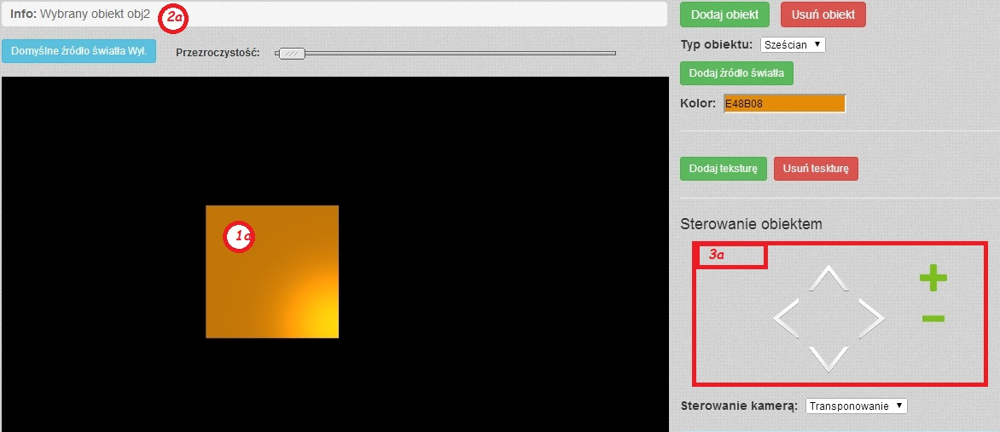 Info: Wybrany obiekt obj2
2a
Domyślne źródło światła Wył.
Przezroczystość:
1a
Dodaj obiekt
Usuń obiekt
Typ obiektu: Sześcian
Dodaj źródło światła
Kolor: E48B08
Dodaj teksturę
Usuń teskturę
Sterowanie obiektem
3a
Sterowanie kamerą: Transponowanie